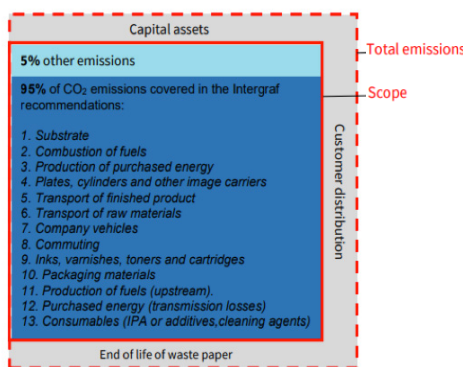 Capital assets
Total emissions
5% other emissions
95% of CO₂ emissions covered in the Intergraf
recommendations:
Scope
1. Substrate
2. Combustion of fuels
3. Production of purchased energy
4. Plates, cylinders and other image carriers
5. Transport of finished product
6. Transport of raw materials
7. Company vehicles
8. Commuting
9. Inks, varnishes, toners and cartridges
10. Packaging materials
11. Production of fuels (upstream).
12. Purchased energy (transmission losses)
13. Consumables (IPA or additives,cleaning agents)
Customer distribution
End of life of waste paper